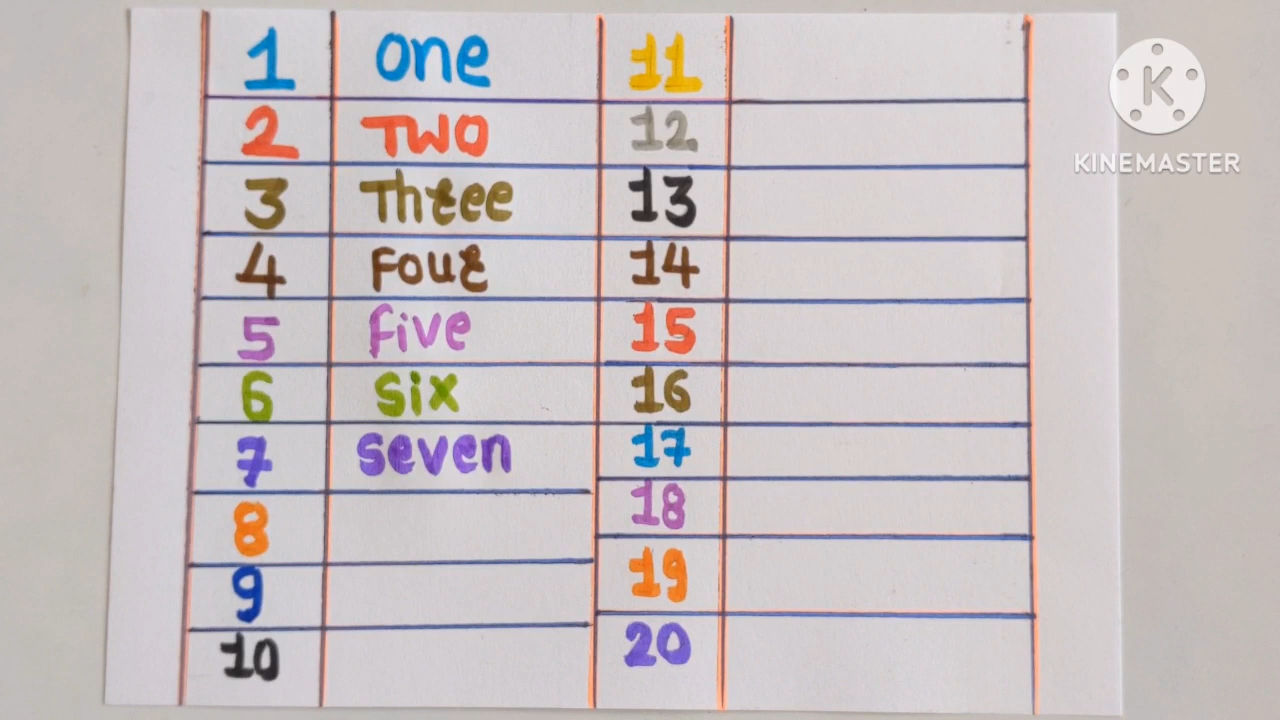 1 one 11
2 TWO 12
3 Three 13
4 Four 14
5 Five 15
6 Six 16
7 Seven 17
8 18
9 19
10 20
K
KINEMASTER